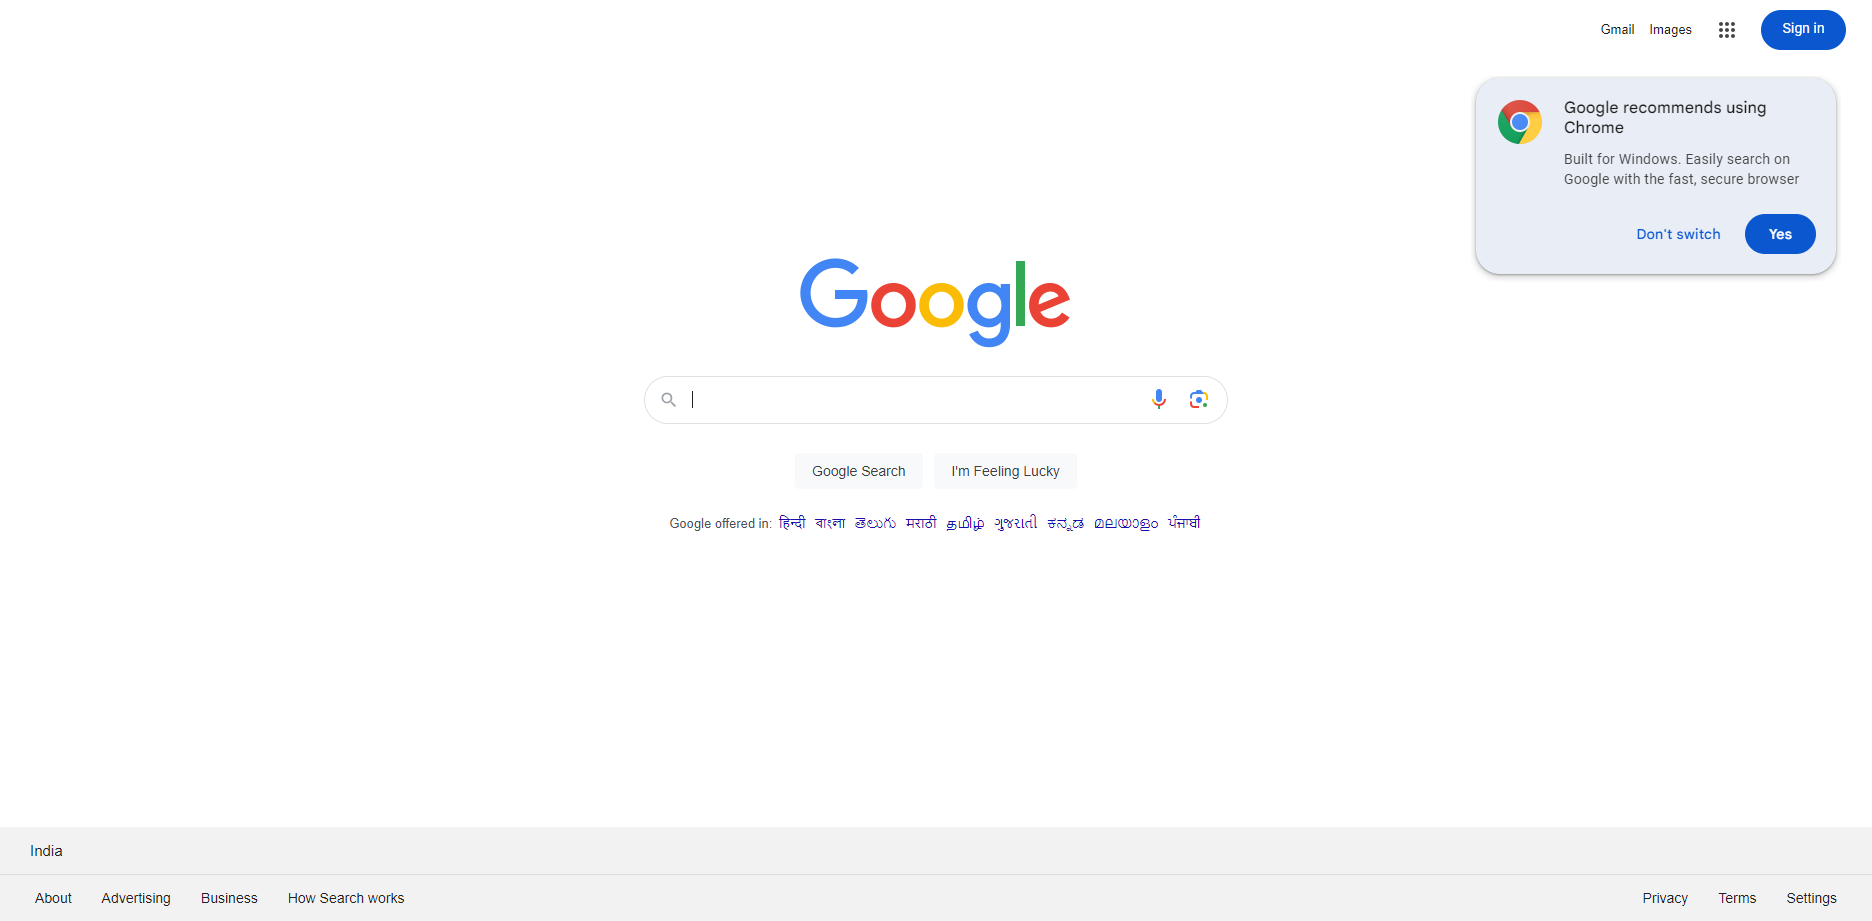 Gmail Images Sign in
Google recommends using
Chrome
Built for Windows. Easily search on
Google with the fast, secure browser
Don't switch Yes
Google
Google Search I'm Feeling Lucky
Google offered in: हिन्दी বাংলা తెలుగు मराठी தமிழ் ગુજરાતી ಕನ್ನಡ മലയാളം ਪੰਜਾਬੀ
India
About Advertising Business How Search works Privacy Terms Settings